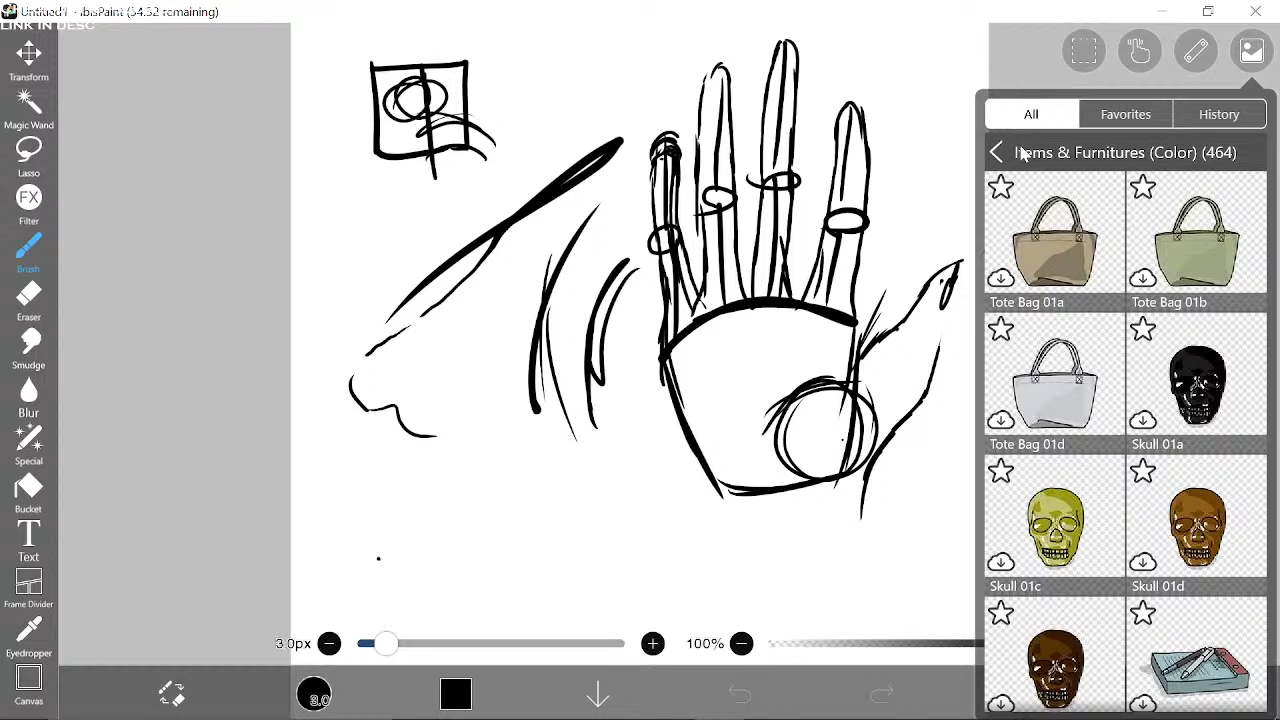 Untitled1 - ibisPaint (54:52 remaining)
LINK IN DESC
Transform
Magic Wand
Lasso
FX
Filter
Brush
Eraser
Smudge
Blur
Special
Bucket
T
Text
Frame Divider
Eyedropper
Canvas
All
Favorites
History
Items & Furnitures (Color) (464)
Tote Bag 01a
Tote Bag 01b
Tote Bag 01d
Skull 01a
Skull 01c
Skull 01d
3.0px
100%
3.0